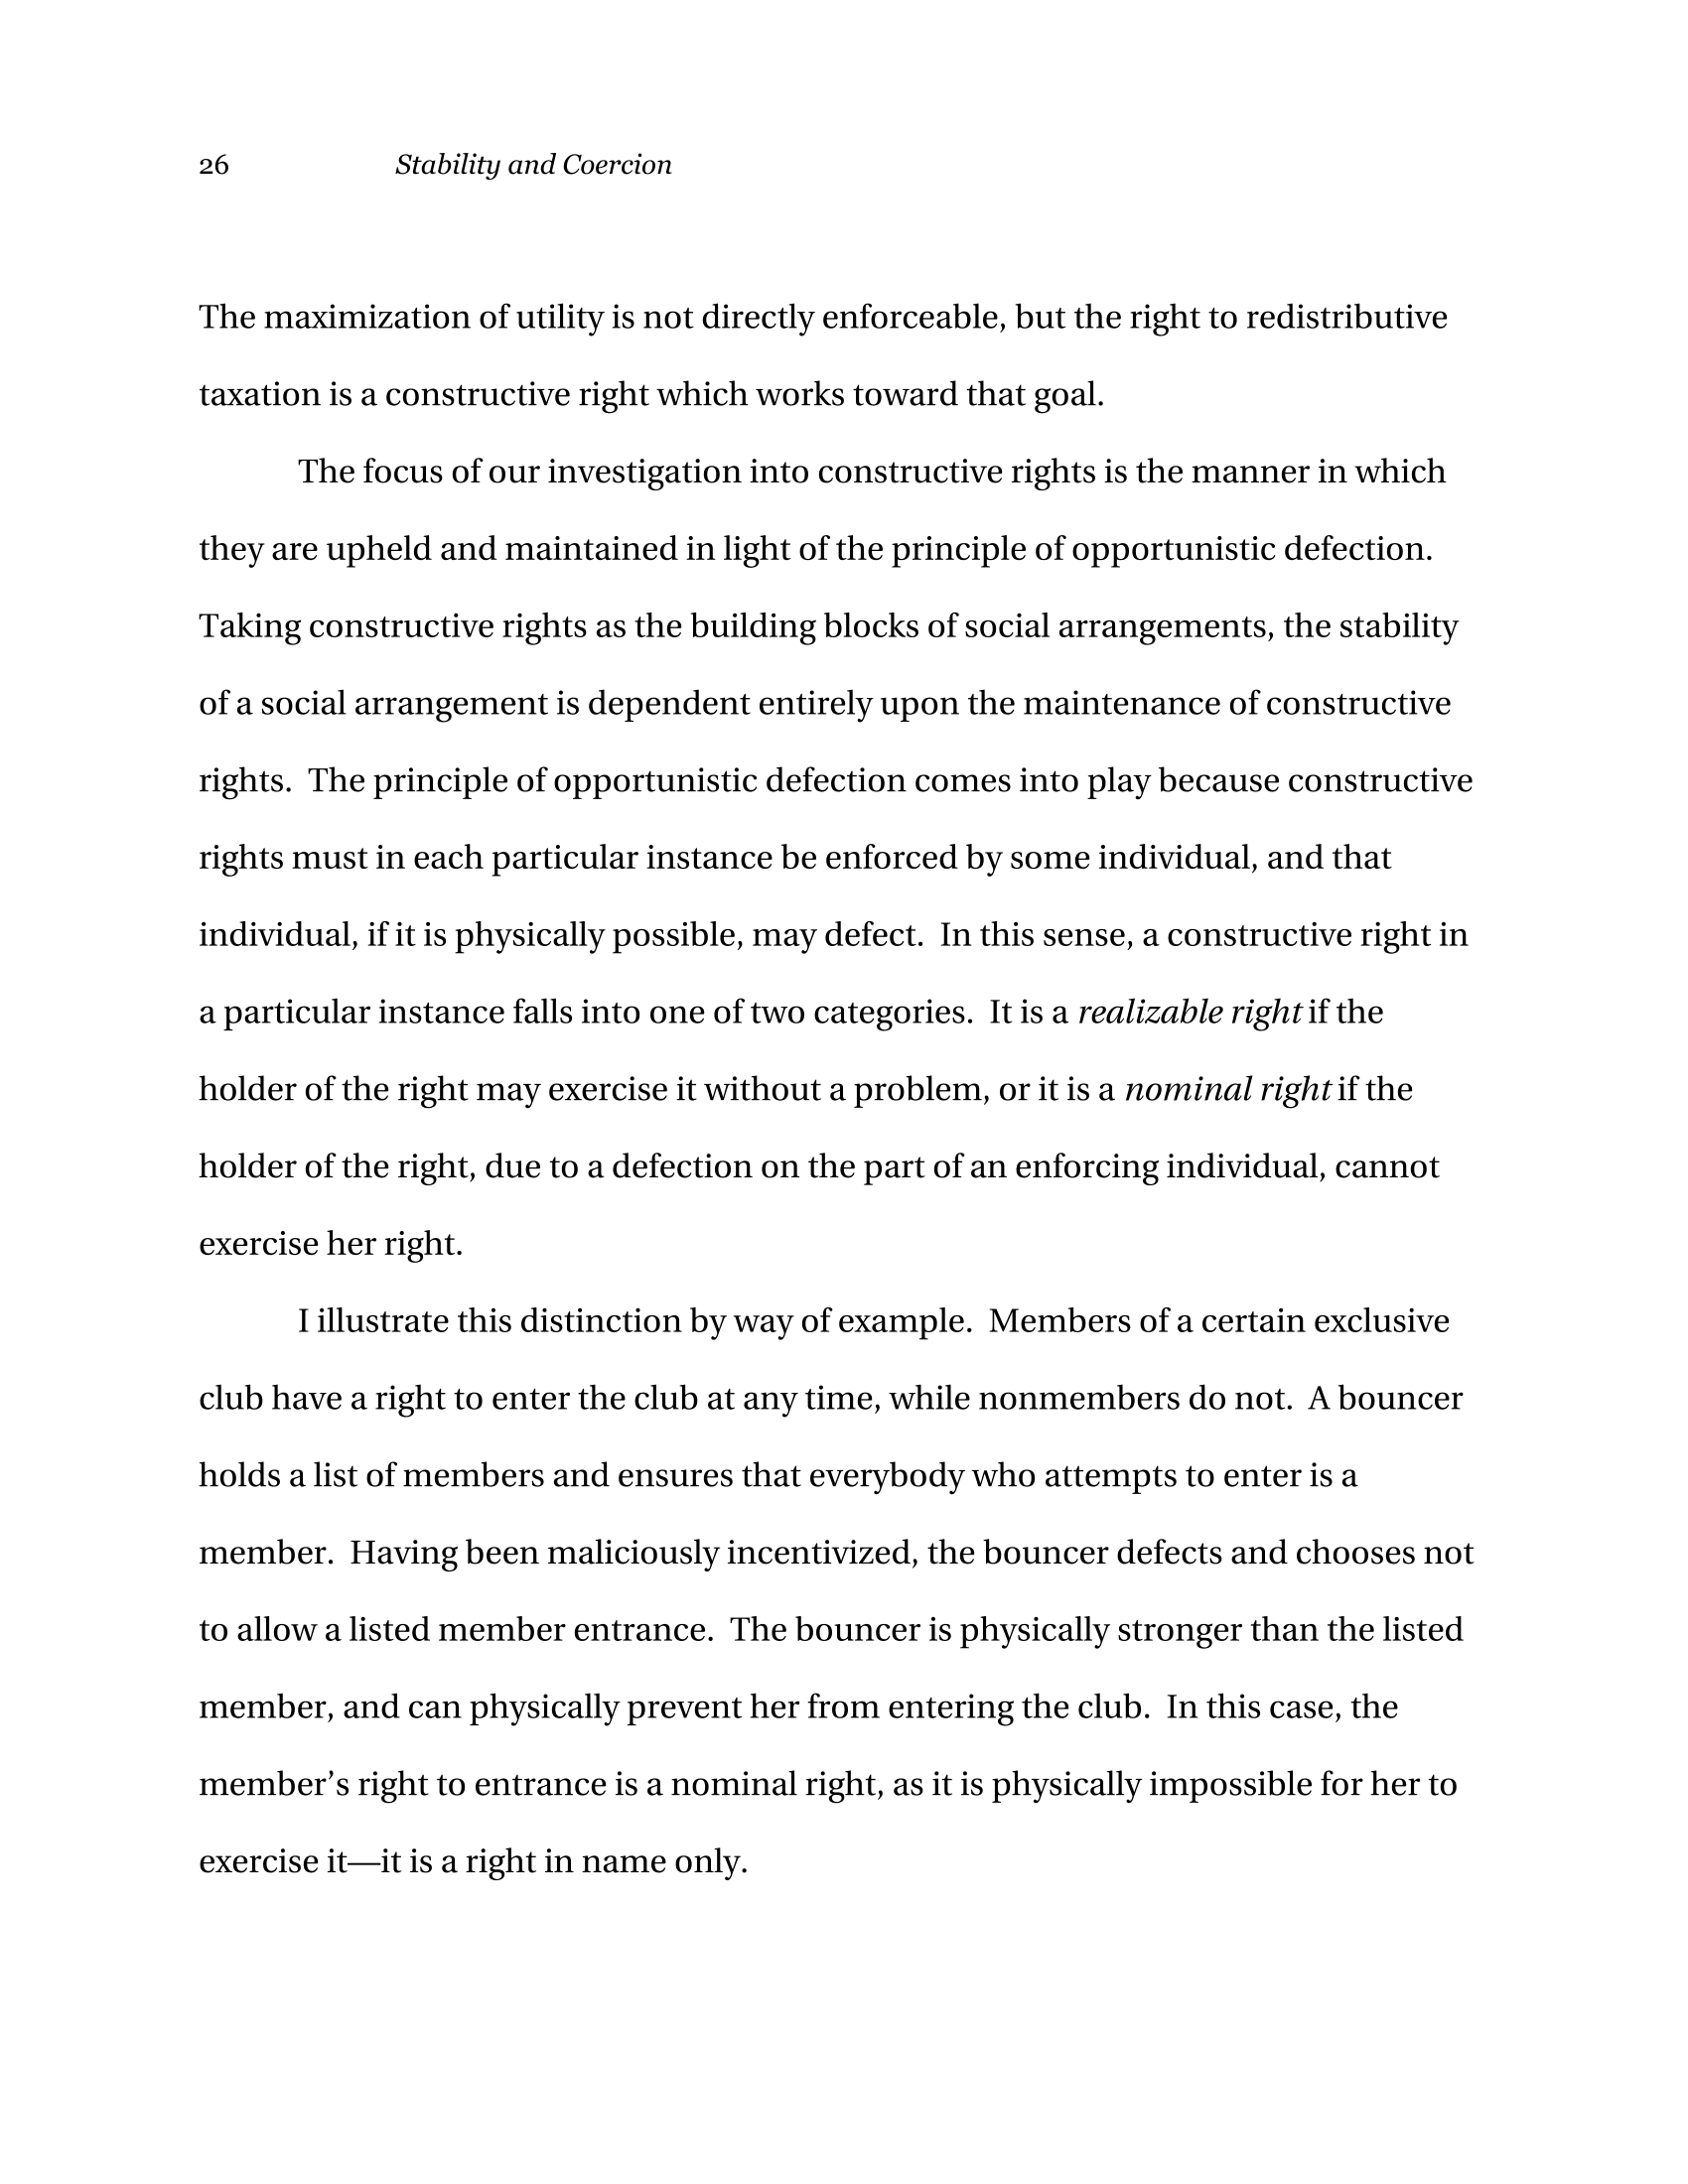 26 Stability and Coercion
The maximization of utility is not directly enforceable, but the right to redistributive
taxation is a constructive right which works toward that goal.
The focus of our investigation into constructive rights is the manner in which
they are upheld and maintained in light of the principle of opportunistic defection.
Taking constructive rights as the building blocks of social arrangements, the stability
of a social arrangement is dependent entirely upon the maintenance of constructive
rights.  The principle of opportunistic defection comes into play because constructive
rights must in each particular instance be enforced by some individual, and that
individual, if it is physically possible, may defect.  In this sense, a constructive right in
a particular instance falls into one of two categories.  It is a realizable right if the
holder of the right may exercise it without a problem, or it is a nominal right if the
holder of the right, due to a defection on the part of an enforcing individual, cannot
exercise her right.
I illustrate this distinction by way of example.  Members of a certain exclusive
club have a right to enter the club at any time, while nonmembers do not.  A bouncer
holds a list of members and ensures that everybody who attempts to enter is a
member.  Having been maliciously incentivized, the bouncer defects and chooses not
to allow a listed member entrance.  The bouncer is physically stronger than the listed
member, and can physically prevent her from entering the club.  In this case, the
member’s right to entrance is a nominal right, as it is physically impossible for her to
exercise it—it is a right in name only.